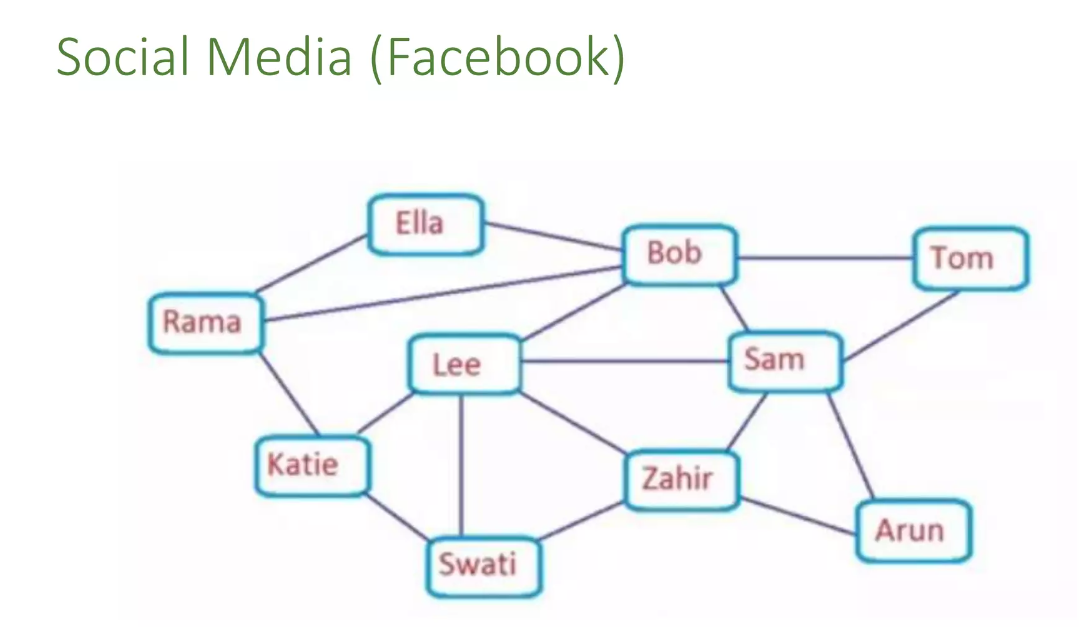 Social Media (Facebook)
Ella
Bob
Tom
Rama
Lee
Sam
Katie
Zahir
Arun
Swati